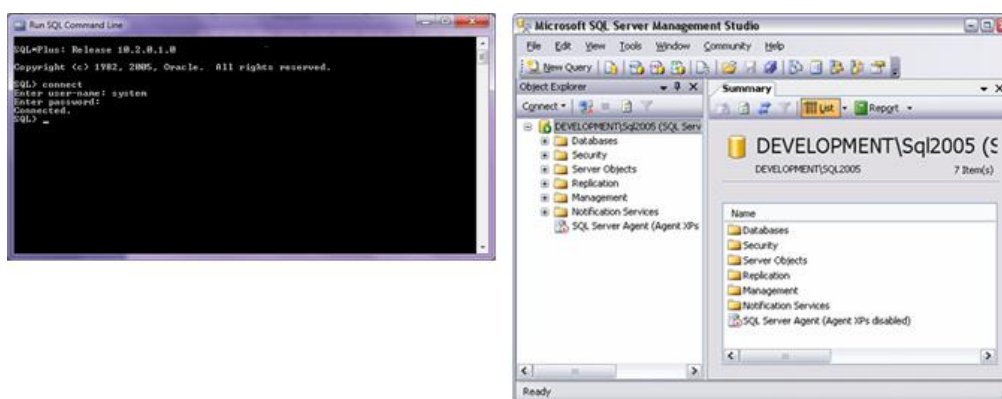 Run SQL Command Line
SQL*Plus: Release 10.2.0.1.0
Copyright (c) 1982, 2005, Oracle.  All rights reserved.
SQL> connect
Enter user-name: system
Enter password:
Connected.
SQL> _
Microsoft SQL Server Management Studio
File Edit View Tools Window Community Help
New Query
Object Explorer
Connect
DEVELOPMENT\Sql2005 (SQL Serv
Databases
Security
Server Objects
Replication
Management
Notification Services
SQL Server Agent (Agent XPs
Summary
List Report
DEVELOPMENT\Sql2005 (S
DEVELOPMENT\SQL2005 7 Item(s)
Name
Databases
Security
Server Objects
Replication
Management
Notification Services
SQL Server Agent (Agent XPs disabled)
Ready